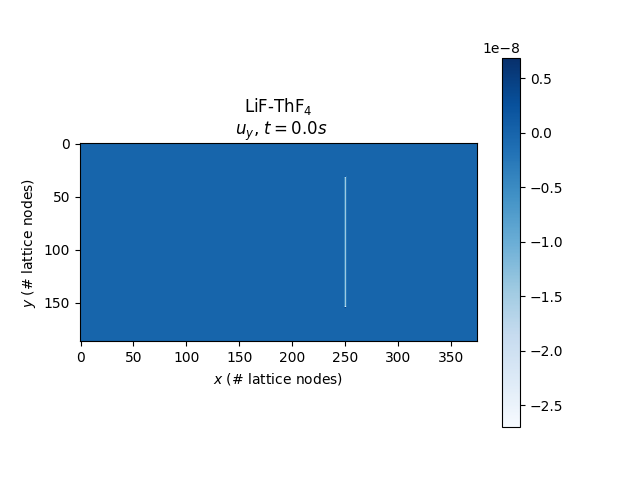 1e−8
LiF-ThF₄
u_y, t = 0.0s
0
50
100
150
y (# lattice nodes)
0 50 100 150 200 250 300 350
x (# lattice nodes)
0.5
0.0
−0.5
−1.0
−1.5
−2.0
−2.5